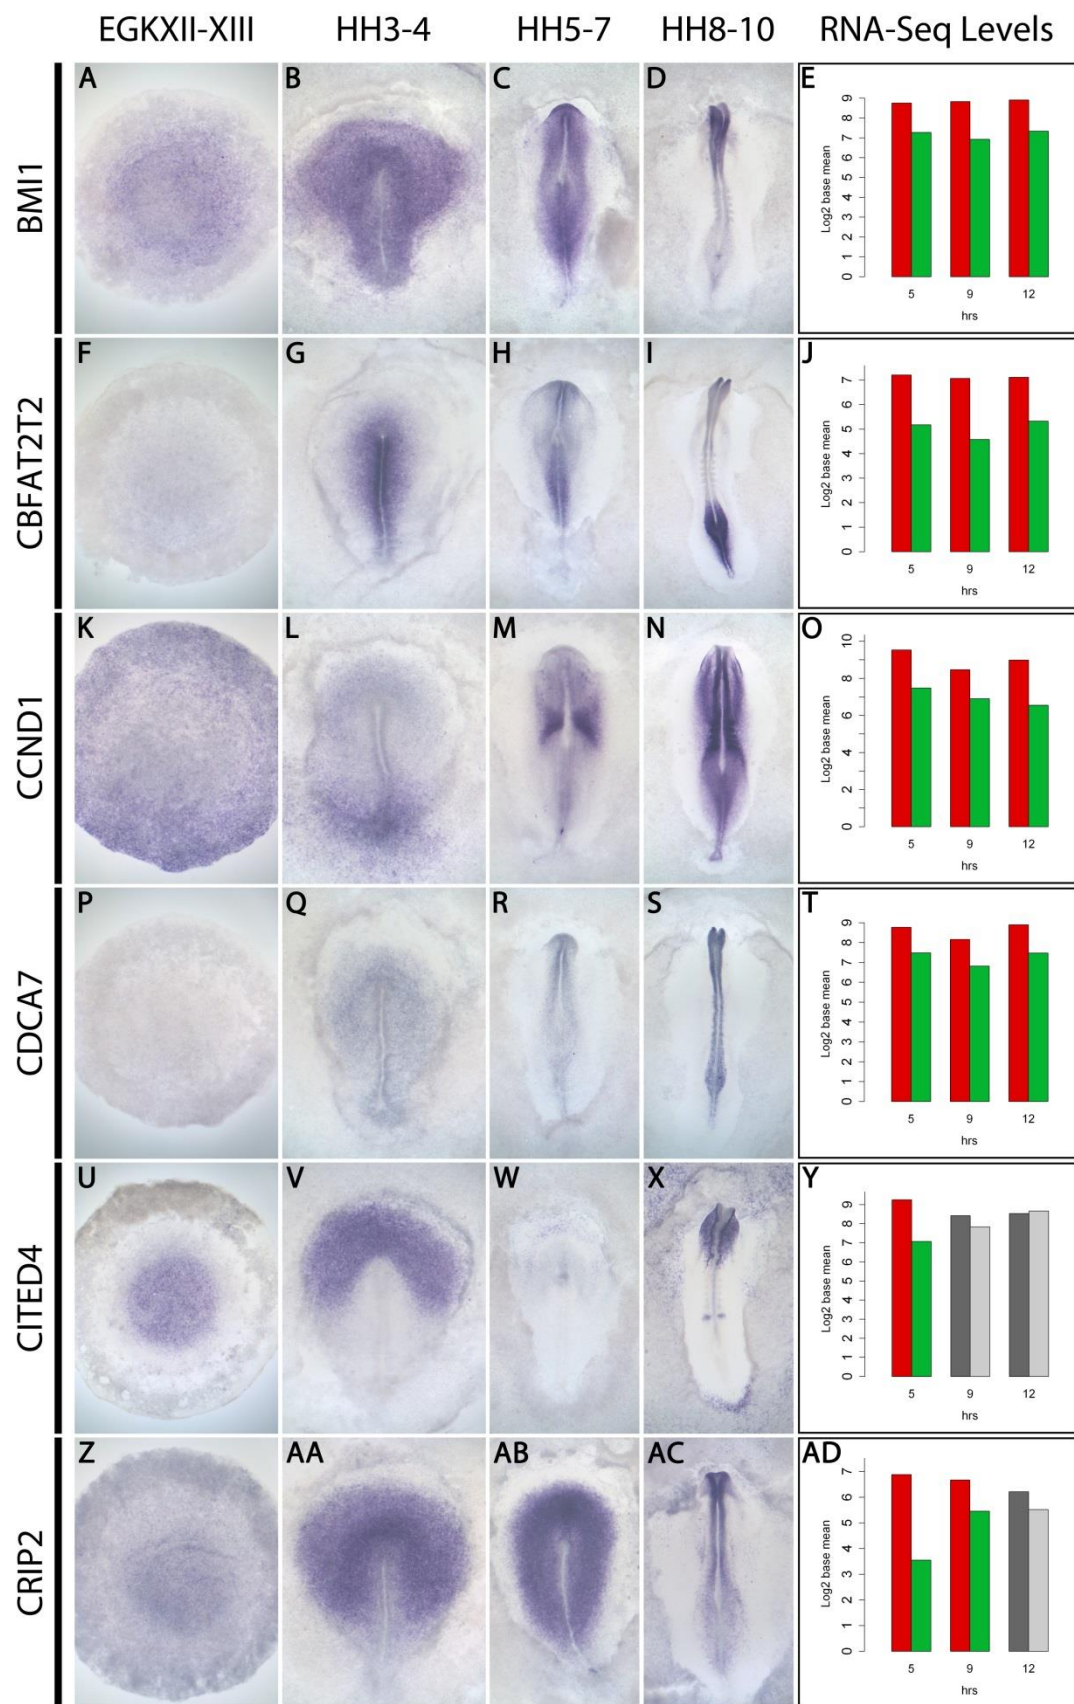 EGKXII-XIII HH3-4 HH5-7 HH8-10 RNA-Seq Levels
BMI1
A B C D E
9
8
7
6
5
4
3
2
1
0
Log2 base mean
5 9 12
hrs
CBFAT2T2
F G H I J
7
6
5
4
3
2
1
0
Log2 base mean
5 9 12
hrs
CCND1
K L M N O
10
8
6
4
2
0
Log2 base mean
5 9 12
hrs
CDCA7
P Q R S T
9
8
7
6
5
4
3
2
1
0
Log2 base mean
5 9 12
hrs
CITED4
U V W X Y
9
8
7
6
5
4
3
2
1
0
Log2 base mean
5 9 12
hrs
CRIP2
Z AA AB AC AD
7
6
5
4
3
2
1
0
Log2 base mean
5 9 12
hrs